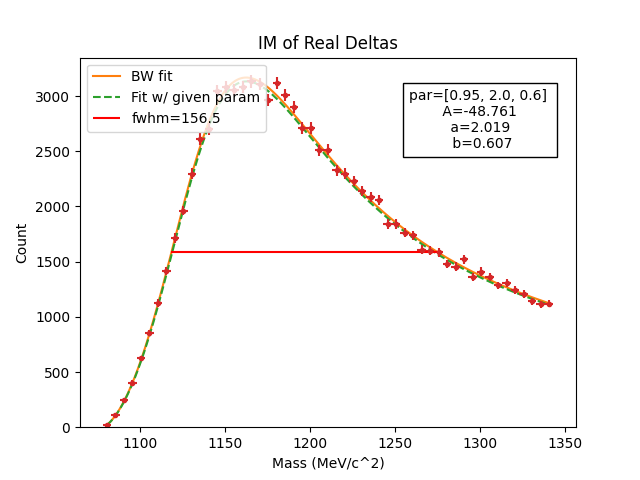 IM of Real Deltas
BW fit
Fit w/ given param
fwhm=156.5
par=[0.95, 2.0, 0.6]
A=-48.761
a=2.019
b=0.607
Count
3000
2500
2000
1500
1000
500
0
1100
1150
1200
1250
1300
1350
Mass (MeV/c^2)